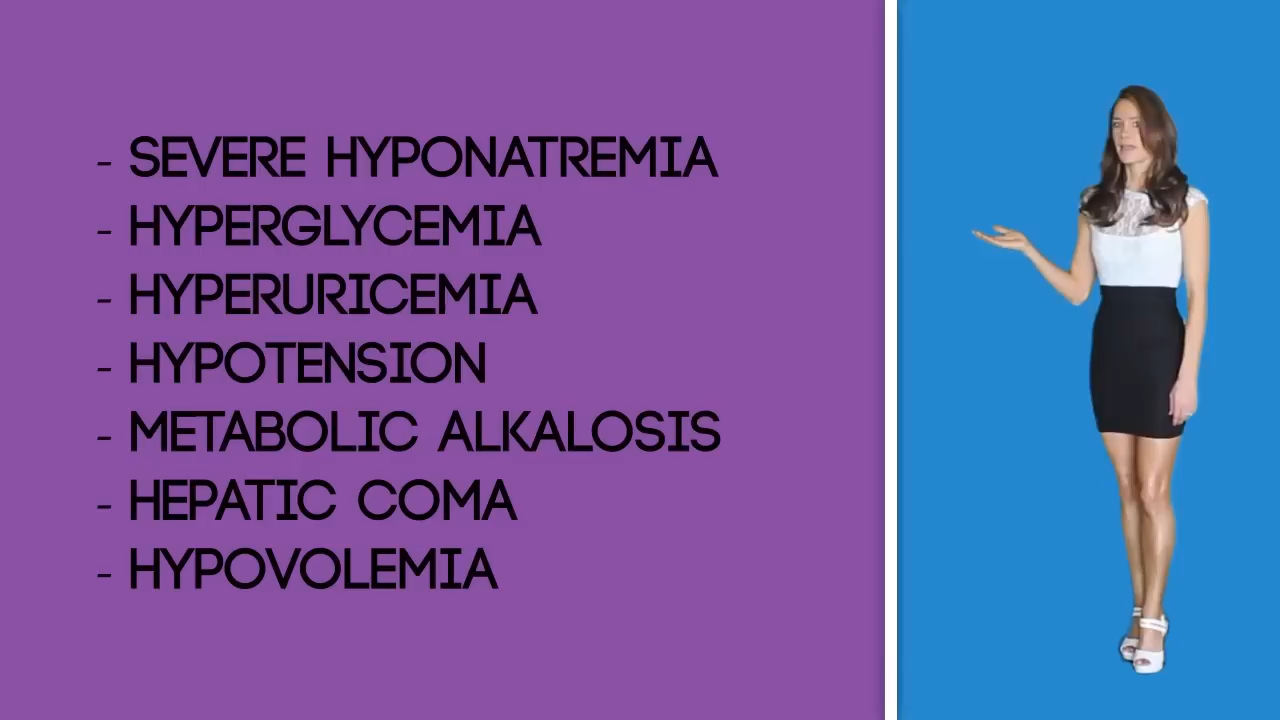 - SEVERE HYPONATREMIA
- HYPERGLYCEMIA
- HYPERURICEMIA
- HYPOTENSION
- METABOLIC ALKALOSIS
- HEPATIC COMA
- HYPOVOLEMIA